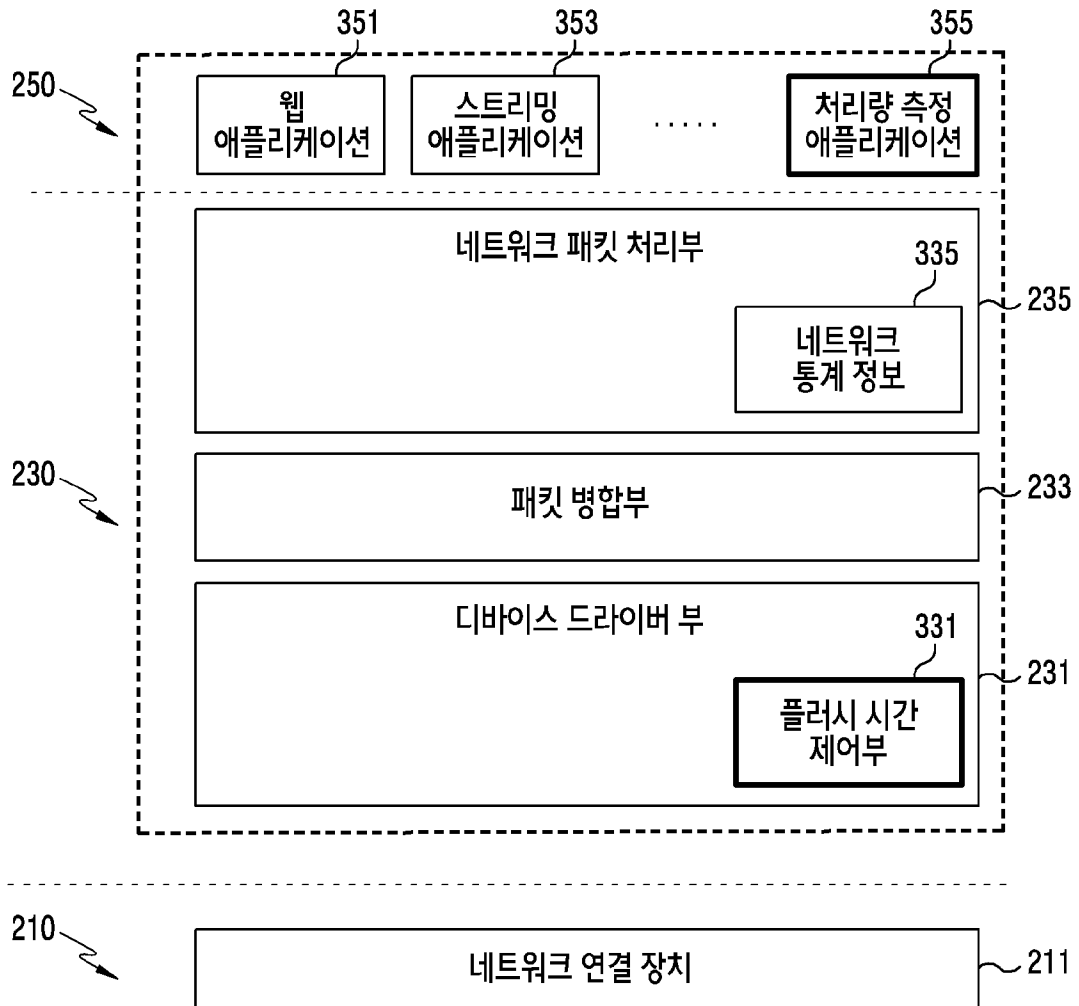 351
353
355
250
웹
애플리케이션
스트리밍
애플리케이션
.....
처리량 측정
애플리케이션
네트워크 패킷 처리부
335
235
네트워크
통계 정보
230
패킷 병합부
233
디바이스 드라이버 부
331
231
플러시 시간
제어부
210
네트워크 연결 장치
211